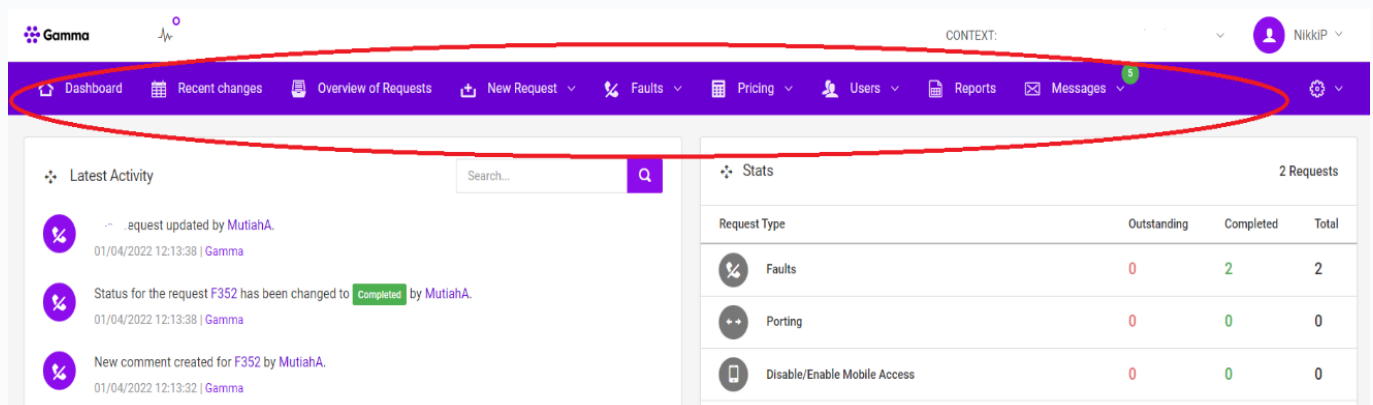 Gamma
CONTEXT:
NikkiP
Dashboard Recent changes Overview of Requests New Request Faults Pricing Users Reports Messages 5
Latest Activity
Search...
equest updated by MutiahA.
01/04/2022 12:13:38 | Gamma
Status for the request F352 has been changed to Completed by MutiahA.
01/04/2022 12:13:38 | Gamma
New comment created for F352 by MutiahA.
01/04/2022 12:13:32 | Gamma
Stats 2 Requests
Request Type Outstanding Completed Total
Faults 0 2 2
Porting 0 0 0
Disable/Enable Mobile Access 0 0 0